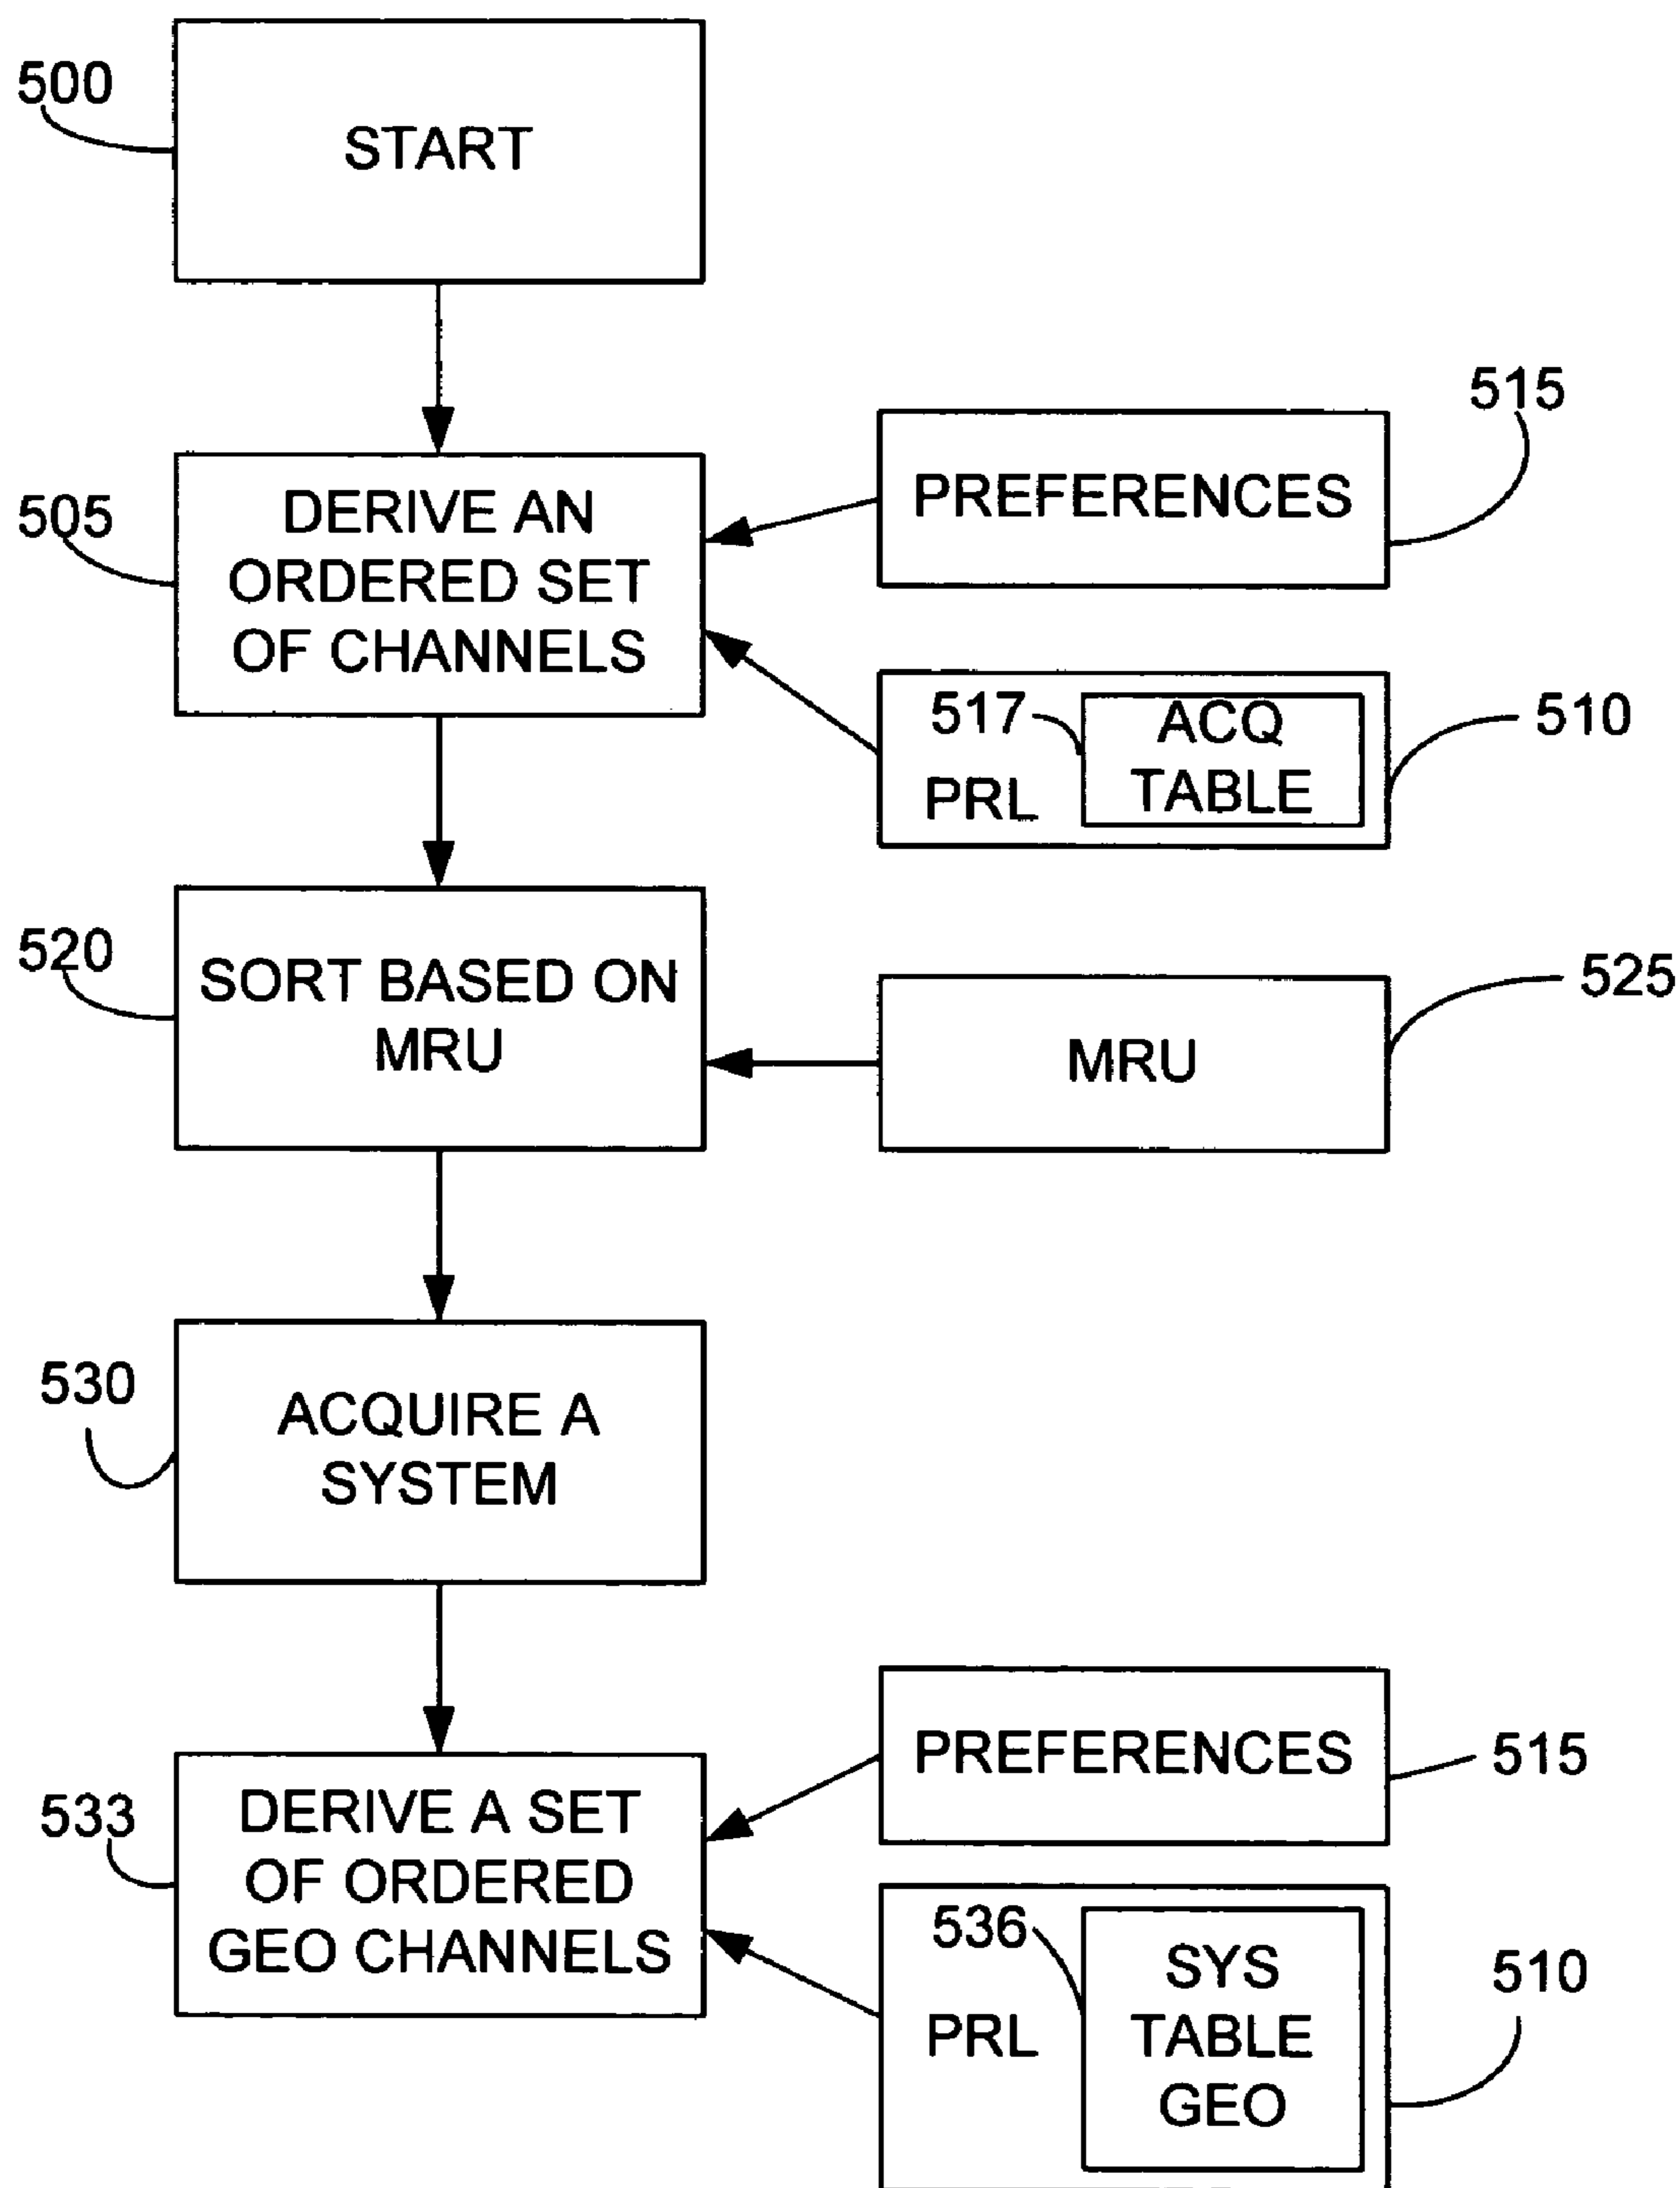 500
START
515
505
DERIVE AN
ORDERED SET
OF CHANNELS
PREFERENCES
517
ACQ
TABLE
PRL
510
520
SORT BASED ON
MRU
MRU
525
530
ACQUIRE A
SYSTEM
533
DERIVE A SET
OF ORDERED
GEO CHANNELS
PREFERENCES
515
536
SYS
TABLE
GEO
PRL
510